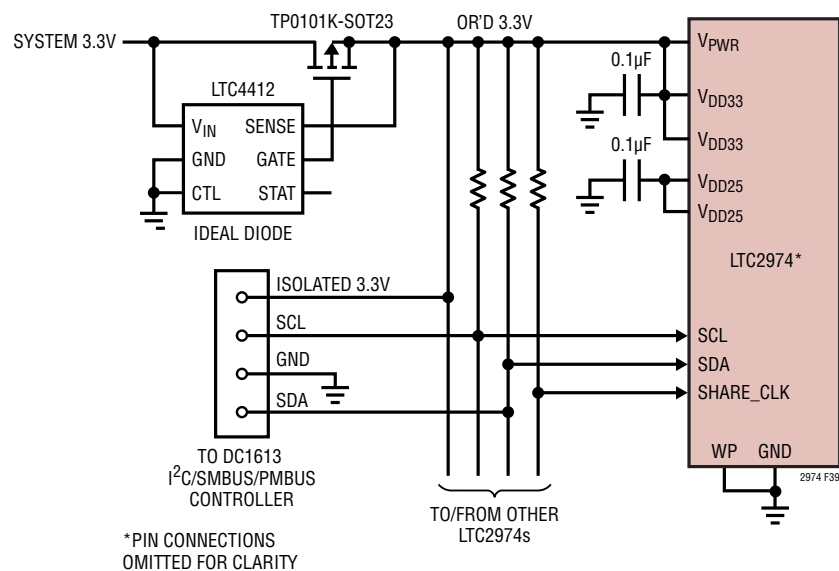 TP0101K-SOT23
SYSTEM 3.3V
OR'D 3.3V
LTC4412
VIN
SENSE
GND
GATE
CTL
STAT
IDEAL DIODE
0.1µF
0.1µF
VPWR
VDD33
VDD33
VDD25
VDD25
LTC2974*
SCL
SDA
SHARE_CLK
WP
GND
2974 F39
ISOLATED 3.3V
SCL
GND
SDA
TO DC1613
I2C/SMBUS/PMBUS
CONTROLLER
TO/FROM OTHER
LTC2974s
*PIN CONNECTIONS
OMITTED FOR CLARITY